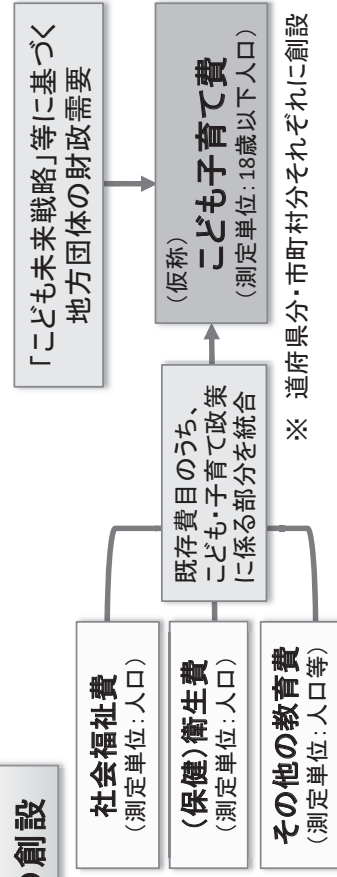 の創設
「こども未来戦略」等に基づく
地方団体の財政需要
社会福祉費
（測定単位：人口）
（保健）衛生費
（測定単位：人口）
その他の教育費
（測定単位：人口等）
既存費目のうち、
こども・子育て政策
に係る部分を統合
（仮称）
こども子育て費
（測定単位：18歳以下人口）
※ 道府県分・市町村分それぞれに創設